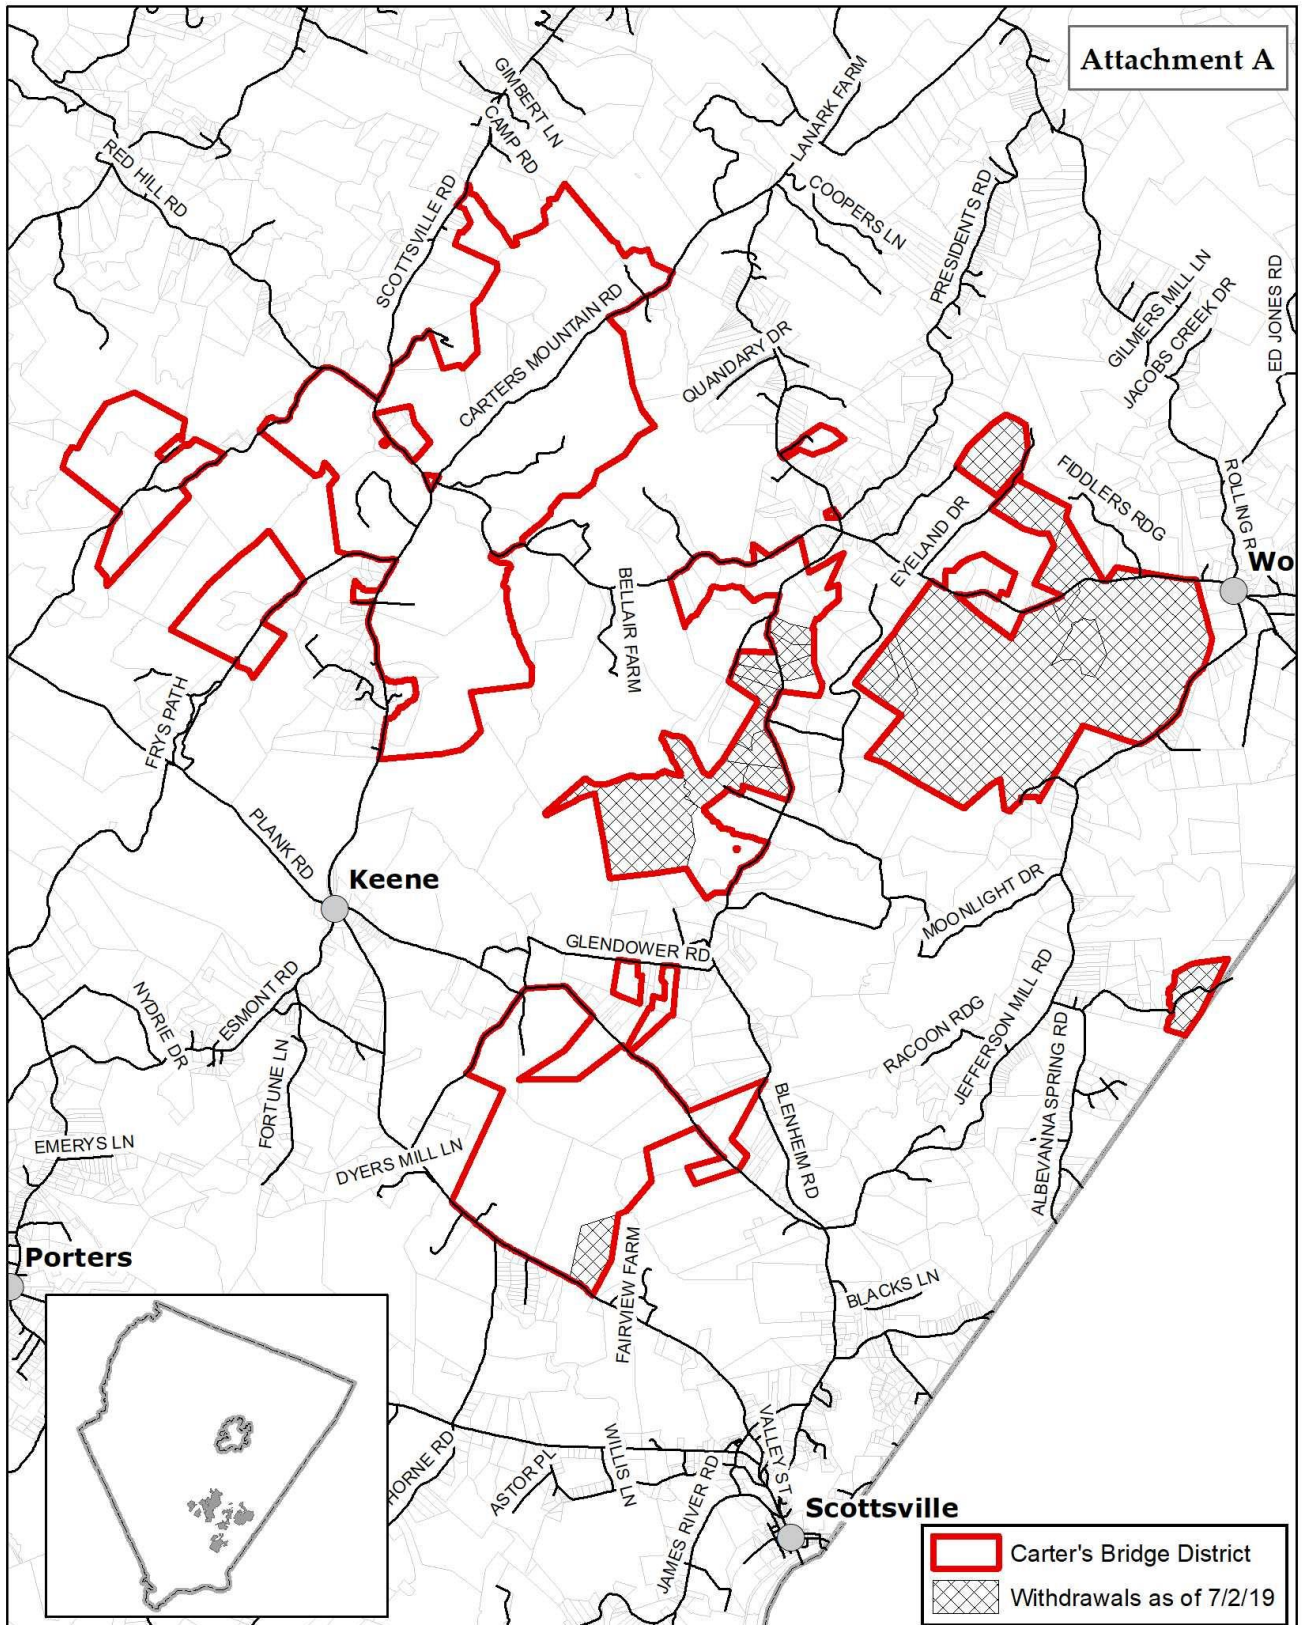 Attachment A
GIMBERT LN
CAMP RD
LANARK FARM
RED HILL RD
SCOTTSVILLE RD
COOPERS LN
PRESIDENTS RD
GILMERS MILL LN
JACOBS CREEK DR
ED JONES RD
CARTERS MOUNTAIN RD
QUANDARY DR
FIDDLERS RDG
ROLLING R
EYELAND DR
Wo
BELLAIR FARM
FRYS PATH
PLANK RD
Keene
MOONLIGHT DR
GLENDOWER RD
NYDRIE DR
ESMONT RD
FORTUNE LN
RACOON RDG
JEFFERSON MILL RD
ALBEVANNA SPRING RD
BLENHEIM RD
EMERYS LN
DYERS MILL LN
FAIRVIEW FARM
BLACKS LN
Porters
HORNE RD
ASTOR PL
WILLIS LN
JAMES RIVER RD
VALLEY ST
Scottsville
Carter's Bridge District
Withdrawals as of 7/2/19